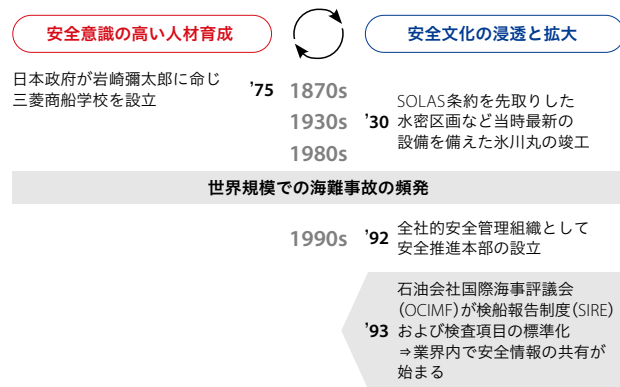 安全意識の高い人材育成
安全文化の浸透と拡大
日本政府が岩崎彌太郎に命じ
三菱商船学校を設立
'75
1870s
1930s
1980s
'30
SOLAS条約を先取りした
水密区画など当時最新の
設備を備えた氷川丸の竣工
世界規模での海難事故の頻発
1990s
'92
全社的安全管理組織として
安全推進本部の設立
'93
石油会社国際海事評議会
(OCIMF)が検船報告制度(SIRE)
および検査項目の標準化
⇒業界内で安全情報の共有が
始まる